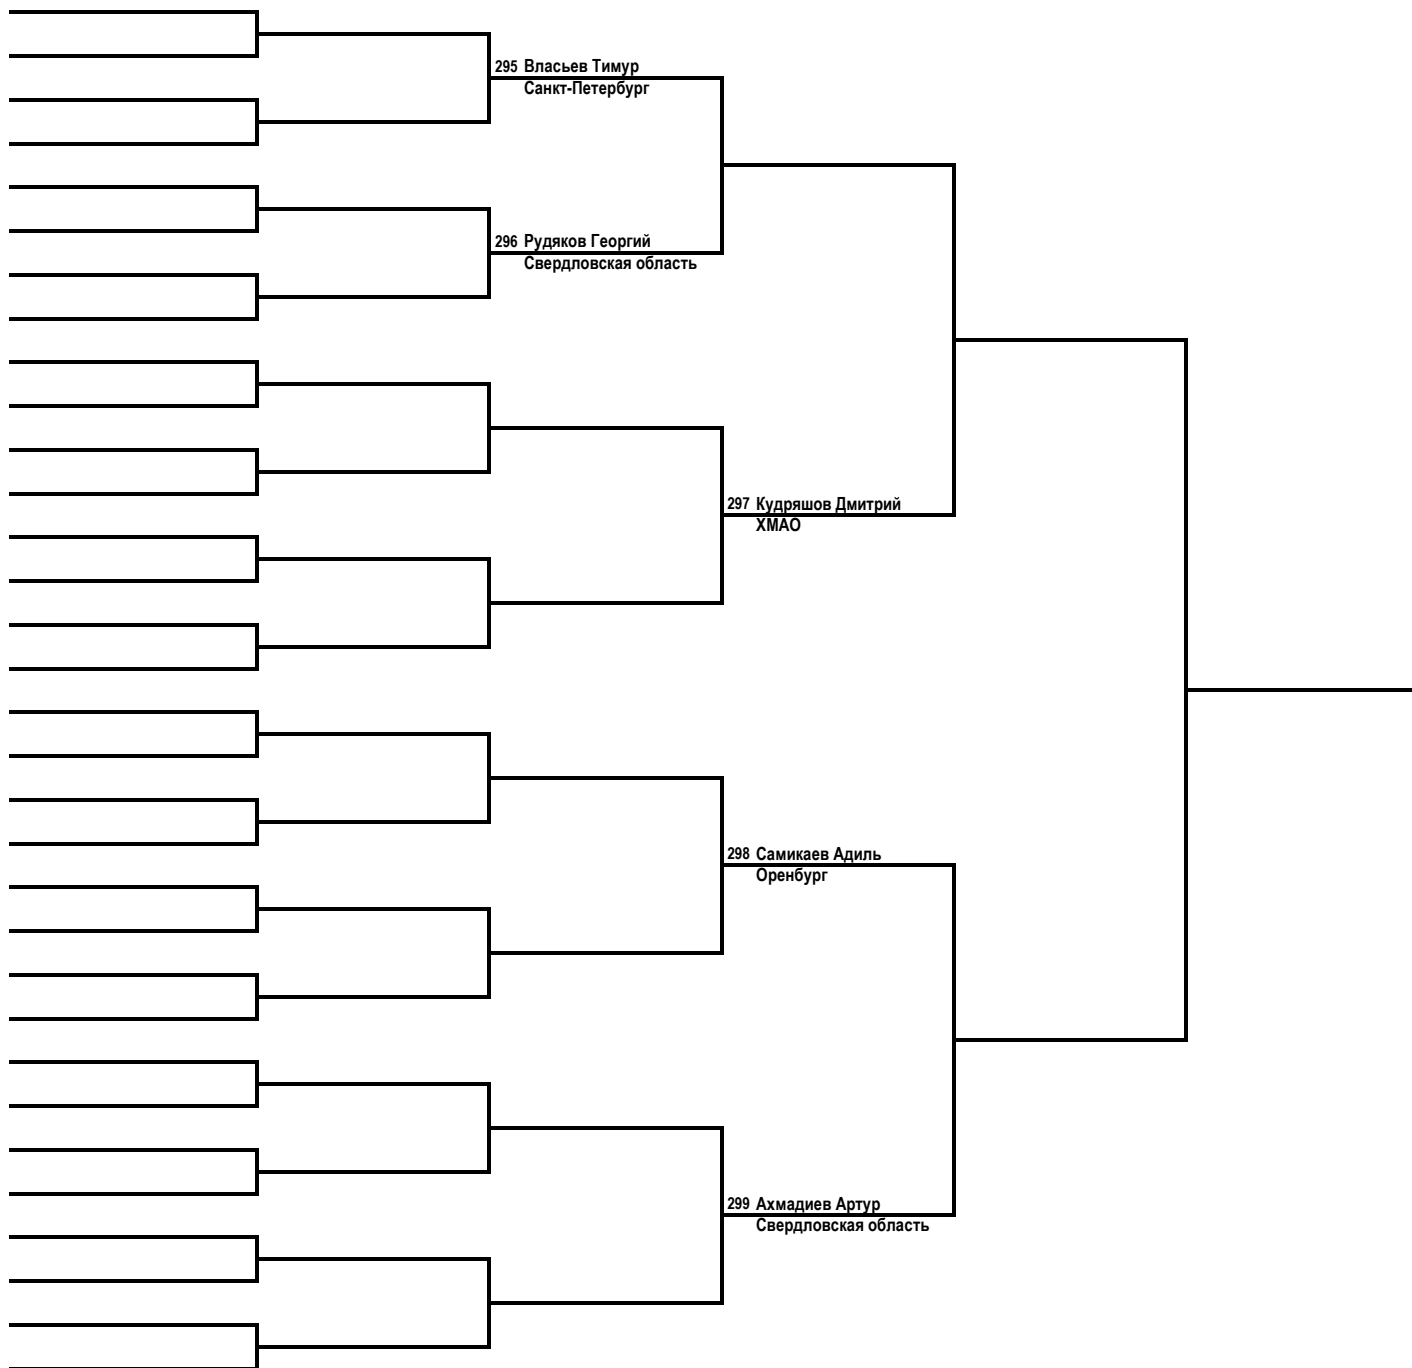 295 Власьев Тимур
Санкт-Петербург
296 Рудяков Георгий
Свердловская область
297 Кудряшов Дмитрий
ХМАО
298 Самикаев Адиль
Оренбург
299 Ахмадиев Артур
Свердловская область